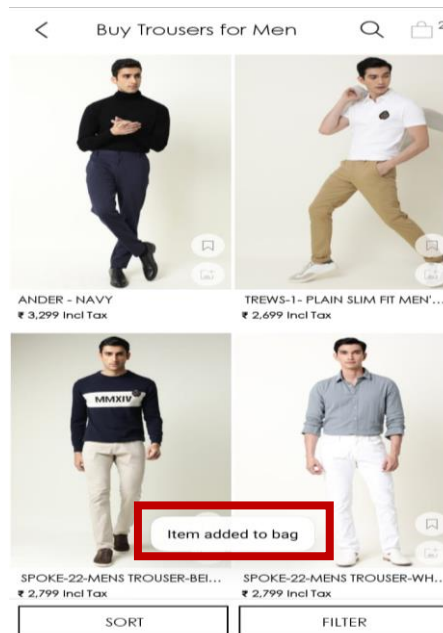 Buy Trousers for Men
2
ANDER - NAVY
₹ 3,299 Incl Tax
TREWS-1- PLAIN SLIM FIT MEN'...
₹ 2,699 Incl Tax
MMXIV
Item added to bag
SPOKE-22-MENS TROUSER-BEI...
₹ 2,799 Incl Tax
SPOKE-22-MENS TROUSER-WH...
₹ 2,799 Incl Tax
SORT
FILTER